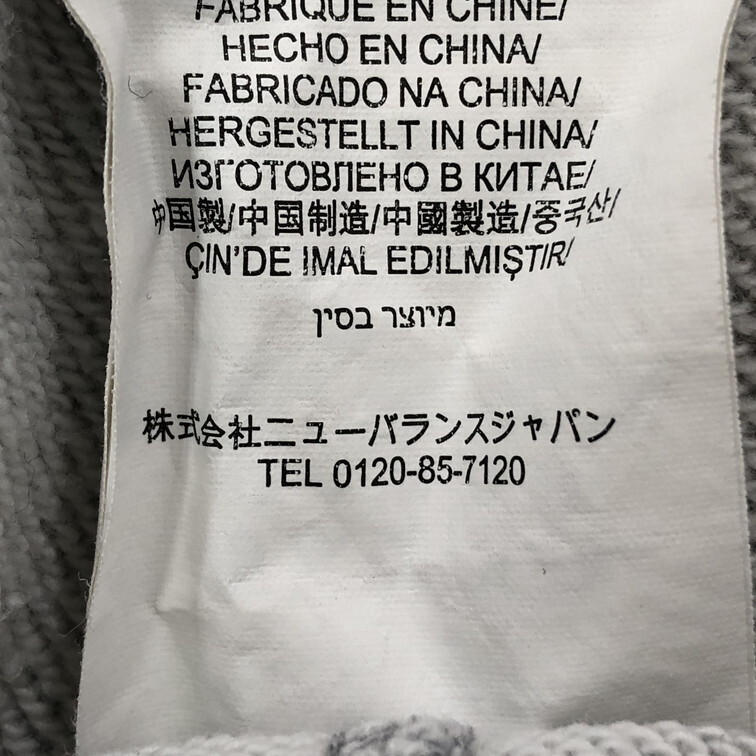 FABRIQUÉ EN CHINE/
HECHO EN CHINA/
FABRICADO NA CHINA/
HERGESTELLT IN CHINA/
ИЗГОТОВЛЕНО В КИТАЕ/
中国製/中国制造/中國製造/중국산/
ÇIN'DE IMAL EDILMIŞTIR/
מיוצר בסין
株式会社ニューバランスジャパン
TEL 0120-85-7120